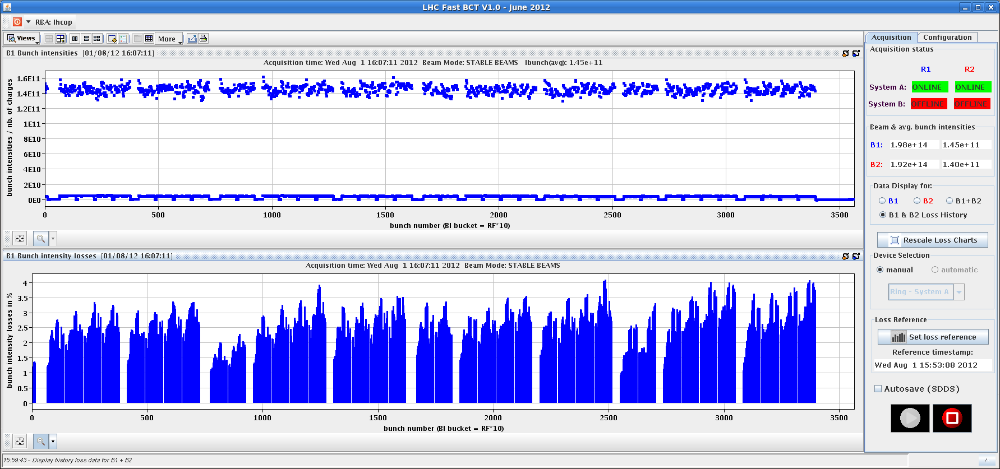 LHC Fast BCT V1.0 - June 2012
RBA: lhcop
Views
More
B1 Bunch intensities [01/08/12 16:07:11]
Acquisition time: Wed Aug 1 16:07:11 2012 Beam Mode: STABLE BEAMS Ibunch(avg): 1.45e+11
bunch intensities / nb. of charges
1.6E11
1.4E11
1.2E11
1E11
8E10
6E10
4E10
2E10
0E0
0 500 1000 1500 2000 2500 3000 3500
bunch number (BI bucket = RF*10)
B1 Bunch intensity losses [01/08/12 16:07:11]
Acquisition time: Wed Aug 1 16:07:11 2012 Beam Mode: STABLE BEAMS
bunch intensity losses in %
4
3.5
3
2.5
2
1.5
1
0.5
0
0 500 1000 1500 2000 2500 3000 3500
bunch number (BI bucket = RF*10)
15:59:43 - Display history loss data for B1 + B2
Acquisition Configuration
Acquisition status
R1 R2
System A: ONLINE ONLINE
System B: OFFLINE OFFLINE
Beam & avg. bunch intensities
B1: 1.98e+14 1.45e+11
B2: 1.92e+14 1.40e+11
Data Display for:
B1 B2 B1+B2
B1 & B2 Loss History
Rescale Loss Charts
Device Selection
manual automatic
Ring - System A
Loss Reference
Set loss reference
Reference timestamp:
Wed Aug 1 15:53:08 2012
Autosave (SDDS)